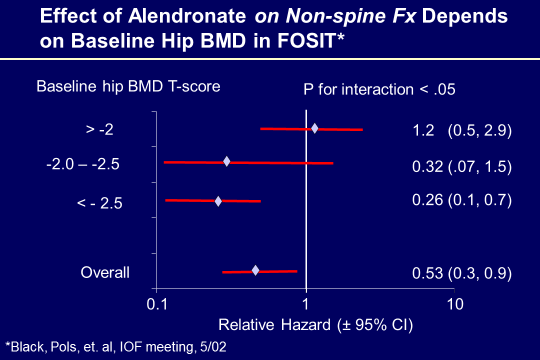 Effect of Alendronate on Non-spine Fx Depends
on Baseline Hip BMD in FOSIT*
Baseline hip BMD T-score
P for interaction < .05
> -2
1.2 (0.5, 2.9)
-2.0 – -2.5
0.32 (.07, 1.5)
< - 2.5
0.26 (0.1, 0.7)
Overall
0.53 (0.3, 0.9)
0.1
1
10
Relative Hazard (± 95% CI)
*Black, Pols, et. al, IOF meeting, 5/02